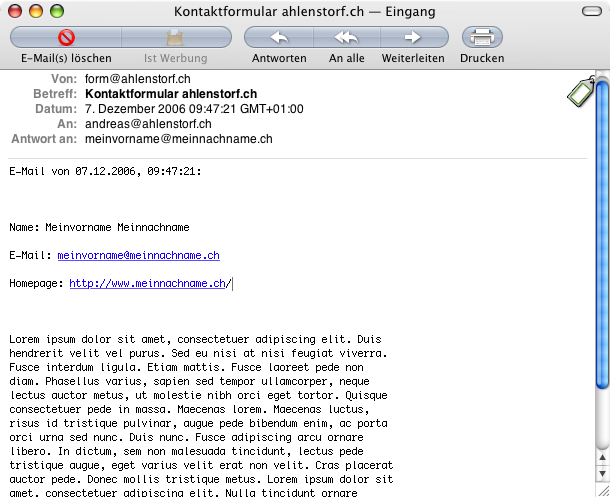 Kontaktformular ahlenstorf.ch — Eingang
E-Mail(s) löschen Ist Werbung Antworten An alle Weiterleiten Drucken
Von: form@ahlenstorf.ch
Betreff: Kontaktformular ahlenstorf.ch
Datum: 7. Dezember 2006 09:47:21 GMT+01:00
An: andreas@ahlenstorf.ch
Antwort an: meinvorname@meinnachname.ch
E-Mail von 07.12.2006, 09:47:21:
Name: Meinvorname Meinnachname
E-Mail: meinvorname@meinnachname.ch
Homepage: http://www.meinnachname.ch/
Lorem ipsum dolor sit amet, consectetuer adipiscing elit. Duis
hendrerit velit vel purus. Sed eu nisi at nisi feugiat viverra.
Fusce interdum ligula. Etiam mattis. Fusce laoreet pede non
diam. Phasellus varius, sapien sed tempor ullamcorper, neque
lectus auctor metus, ut molestie nibh orci eget tortor. Quisque
consectetuer pede in massa. Maecenas lorem. Maecenas luctus,
risus id tristique pulvinar, augue pede bibendum enim, ac porta
orci urna sed nunc. Duis nunc. Fusce adipiscing arcu ornare
libero. In dictum, sem non malesuada tincidunt, lectus pede
tristique augue, eget varius velit erat non velit. Cras placerat
auctor pede. Donec mollis tristique metus. Lorem ipsum dolor sit
amet, consectetuer adipiscing elit. Nulla tincidunt ornare